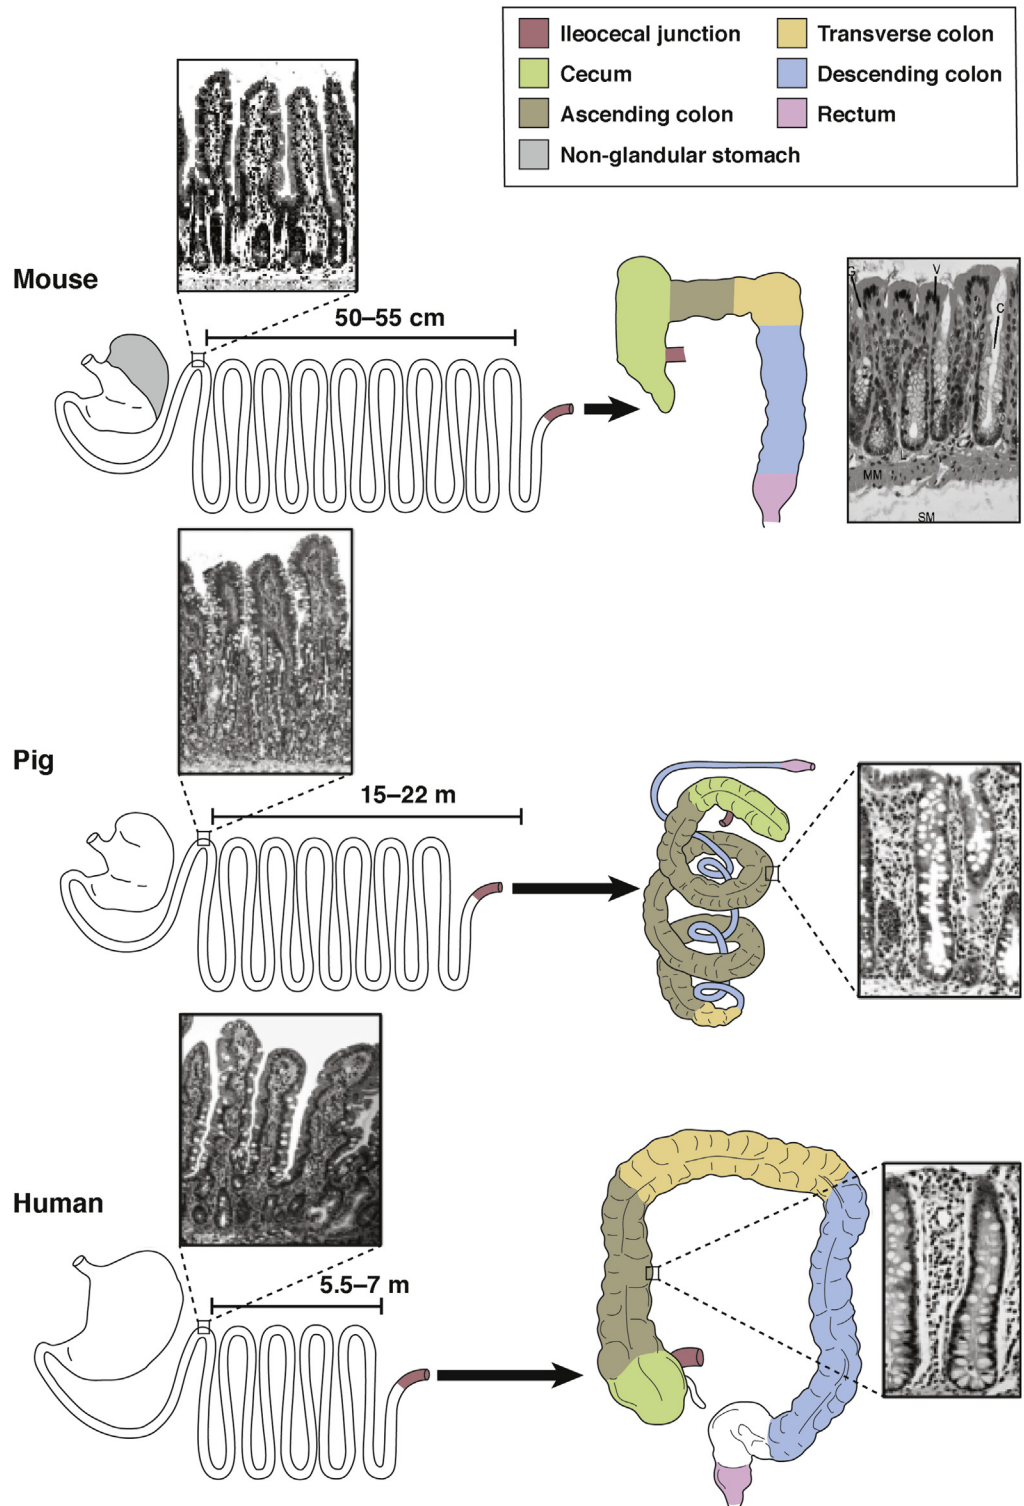 Ileocecal junction
Cecum
Ascending colon
Non-glandular stomach
Transverse colon
Descending colon
Rectum
Mouse
50–55 cm
G
V
C
MM
SM
Pig
15–22 m
Human
5.5–7 m